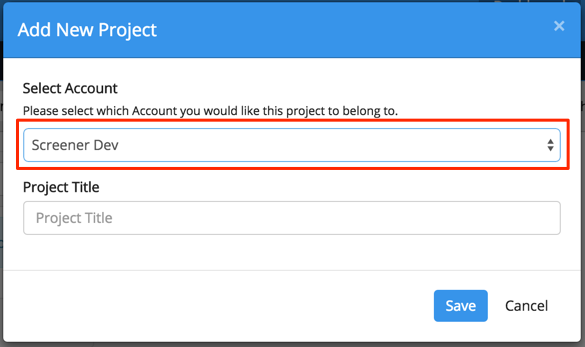 Add New Project
×
Select Account
Please select which Account you would like this project to belong to.
Screener Dev
Project Title
Project Title
Save Cancel